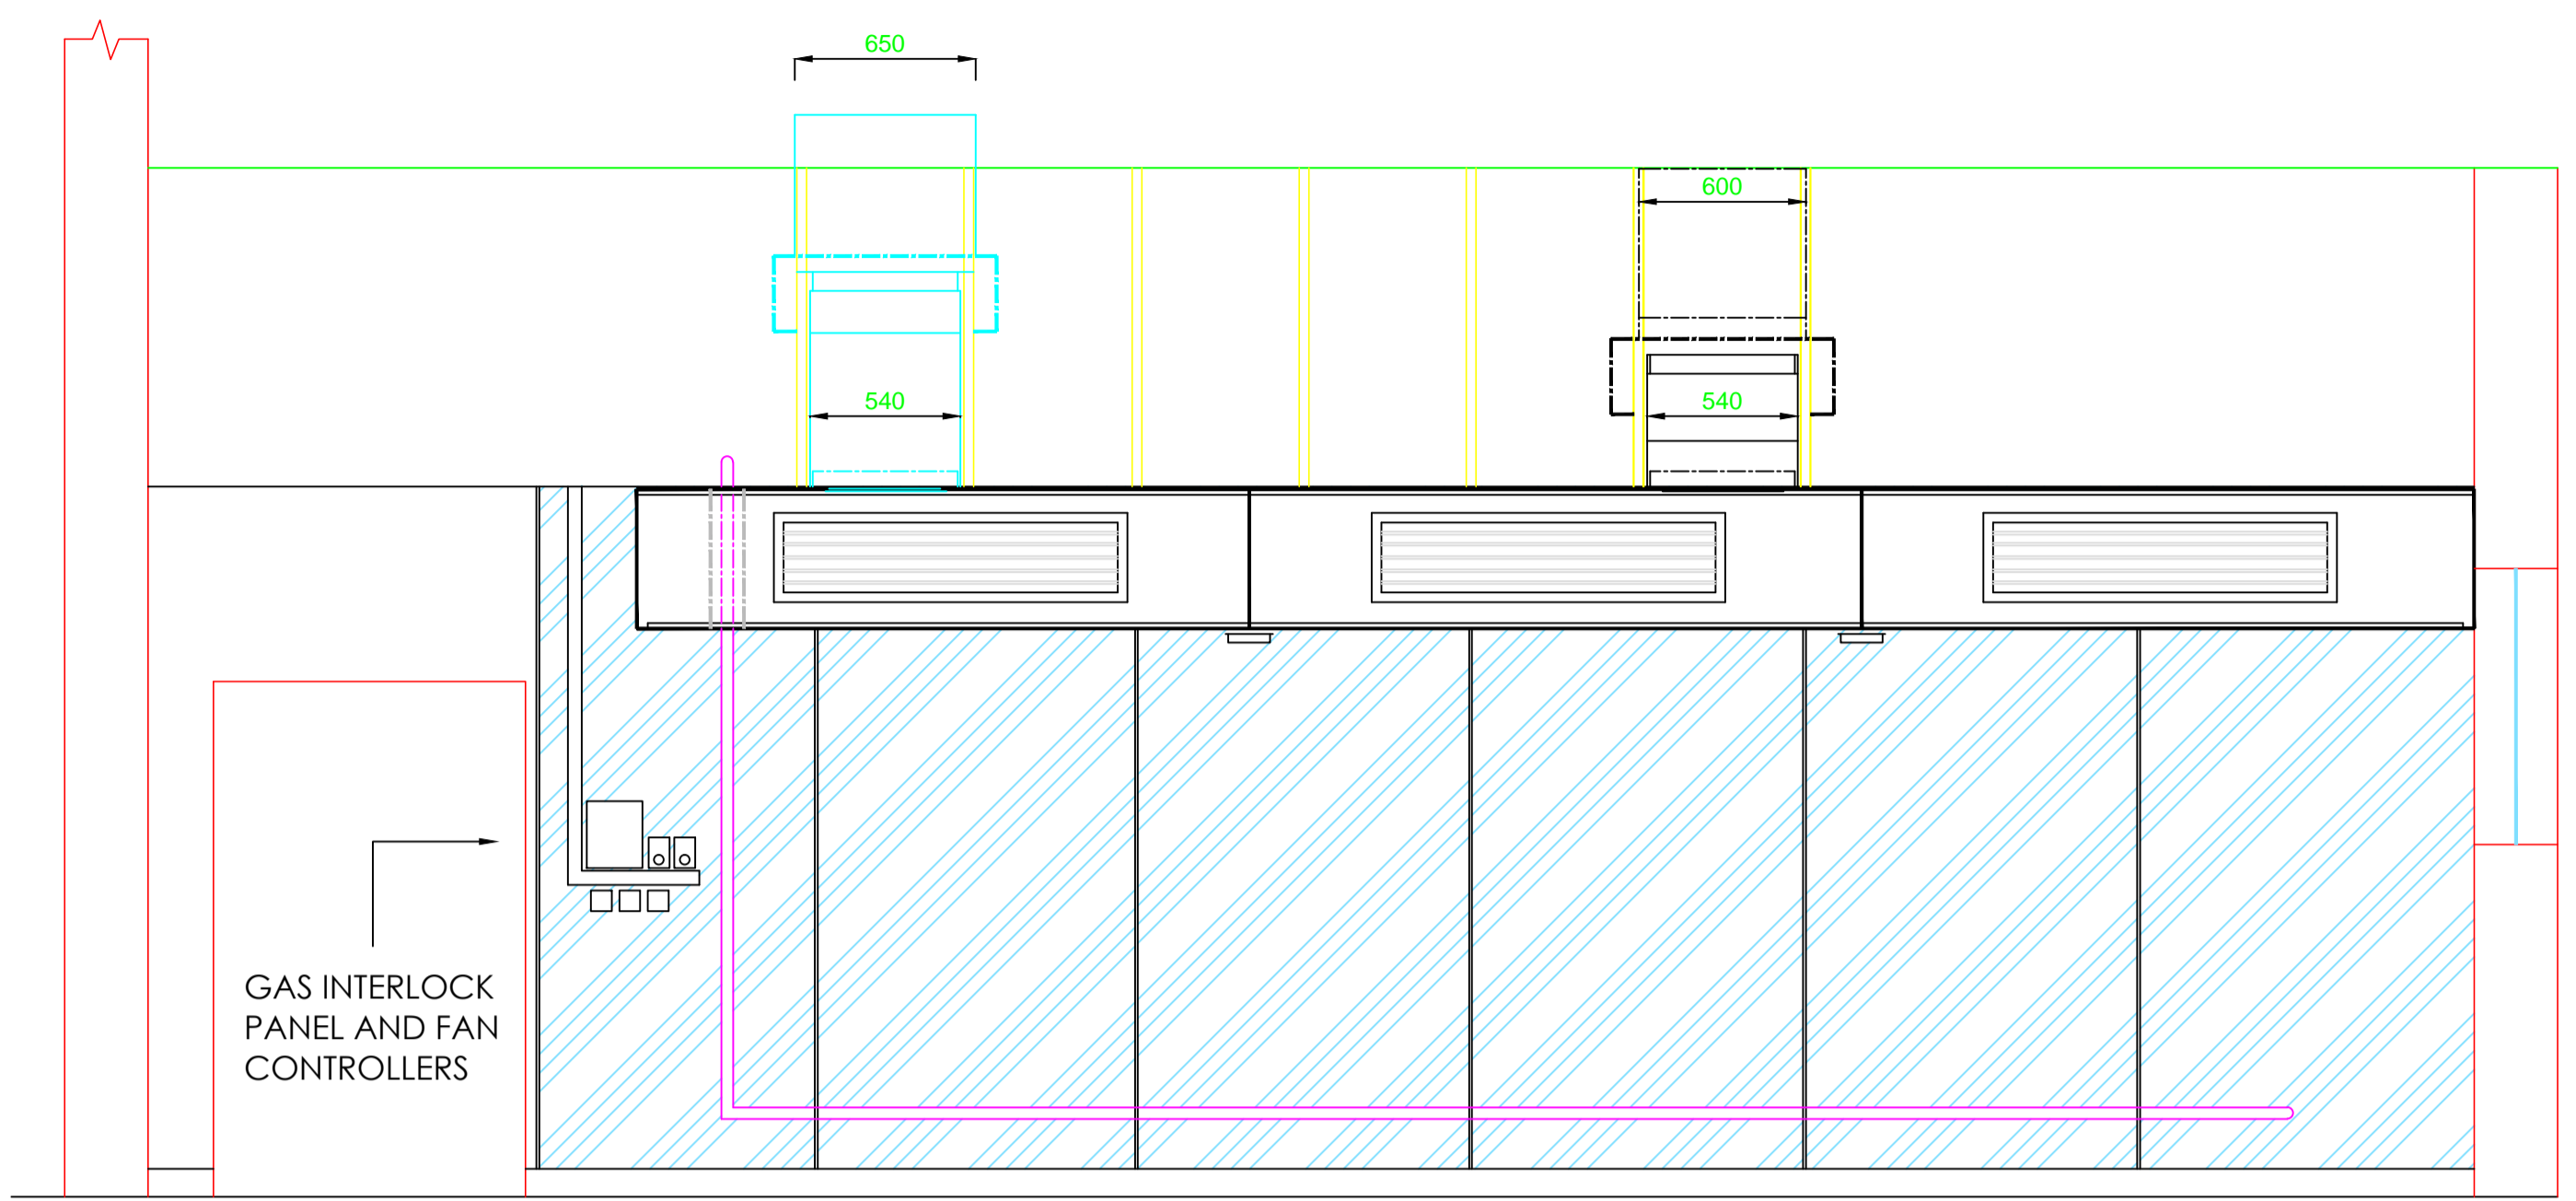 650
600
540
540
GAS INTERLOCK
PANEL AND FAN
CONTROLLERS